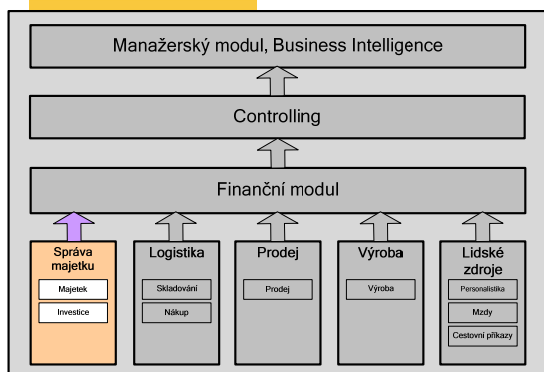 Manažerský modul, Business Intelligence
Controlling
Finanční modul
Správa
majetku
Majetek
Investice
Logistika
Skladování
Nákup
Prodej
Prodej
Výroba
Výroba
Lidské
zdroje
Personalistika
Mzdy
Cestovní příkazy